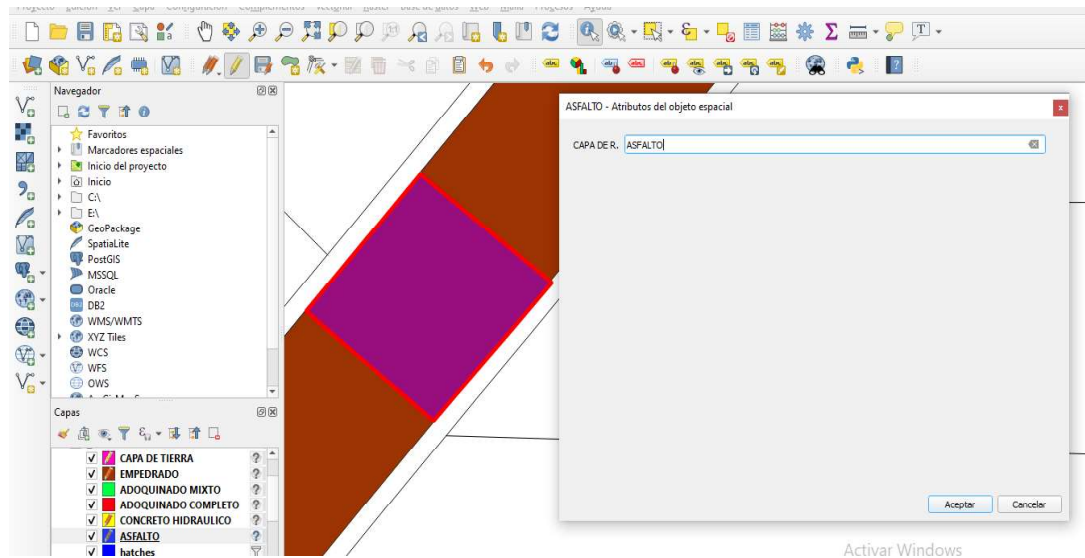 Navegador
Favoritos
Marcadores espaciales
Inicio del proyecto
Inicio
C:\
E:\
GeoPackage
SpatiaLite
PostGIS
MSSQL
Oracle
DB2
WMS/WMTS
XYZ Tiles
WCS
WFS
OWS
Capas
CAPA DE TIERRA
EMPEDRADO
ADOQUINADO MIXTO
ADOQUINADO COMPLETO
CONCRETO HIDRAULICO
ASFALTO
hatches
ASFALTO - Atributos del objeto espacial
CAPA DE R. ASFALTO
Aceptar Cancelar
Activar Windows